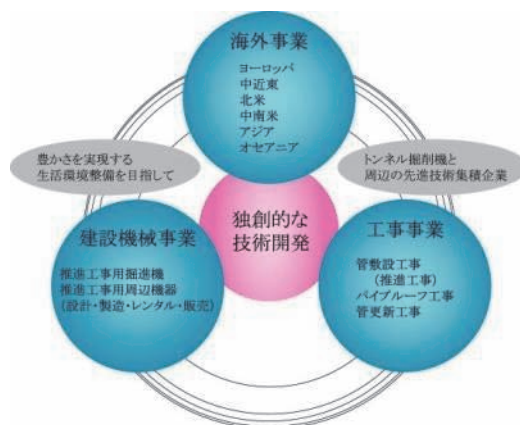 海外事業
ヨーロッパ
中近東
北米
中南米
アジア
オセアニア
豊かさを実現する
生活環境整備を目指して
トンネル掘削機と
周辺の先進技術集積企業
独創的な
技術開発
建設機械事業
推進工事用掘進機
推進工事用周辺機器
(設計・製造・レンタル・販売)
工事事業
管敷設工事
(推進工事)
パイプルーフ工事
管更新工事